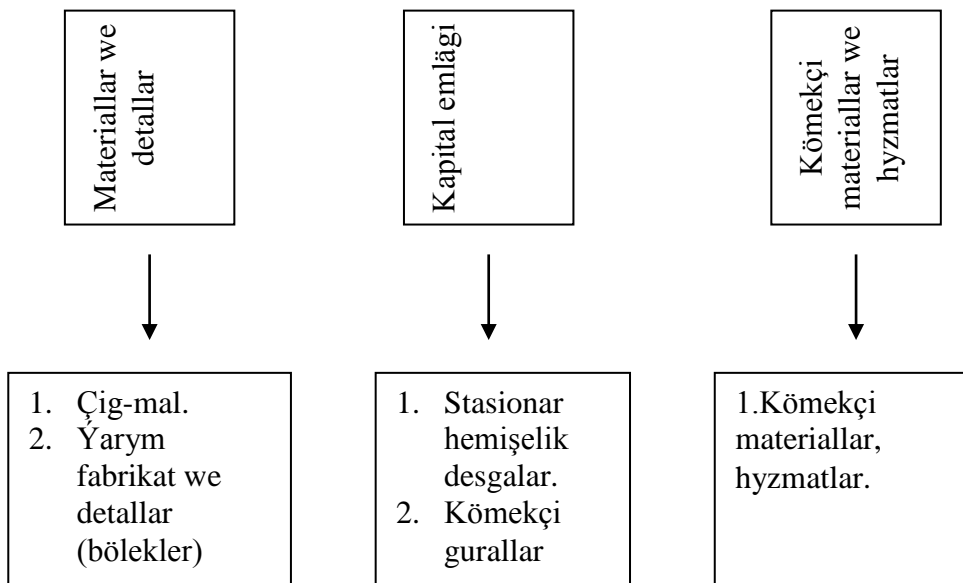 Materiallar we
detallar
Kapital emlägi
Kömekçi
materiallar we
hyzmatlar
1. Çig-mal.
2. Ýarym
fabrikat we
detallar
(bölekler)
1. Stasionar
hemişelik
desgalar.
2. Kömekçi
gurallar
1.Kömekçi
materiallar,
hyzmatlar.